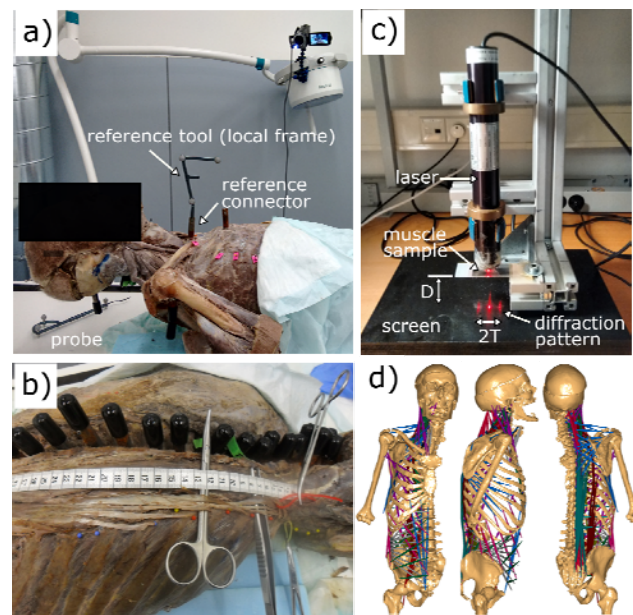 a)
reference tool (local frame)
reference
connector
probe
b)
c)
laser
muscle
sample
D
screen
2T
diffraction
pattern
d)